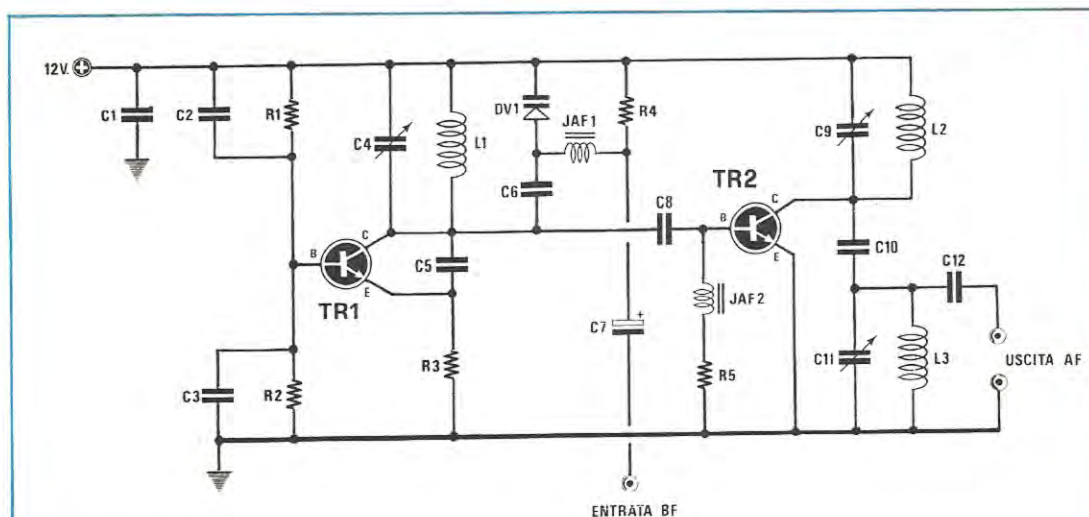 12V.
C1
C2
R1
C4
L1
DV1
JAF1
R4
C6
C9
L2
TR2
B
C
E
C8
C10
C12
B
C
E
TR1
C5
C7
+
JAF2
C3
R2
R3
R5
C11
L3
USCITA AF
ENTRATA BF